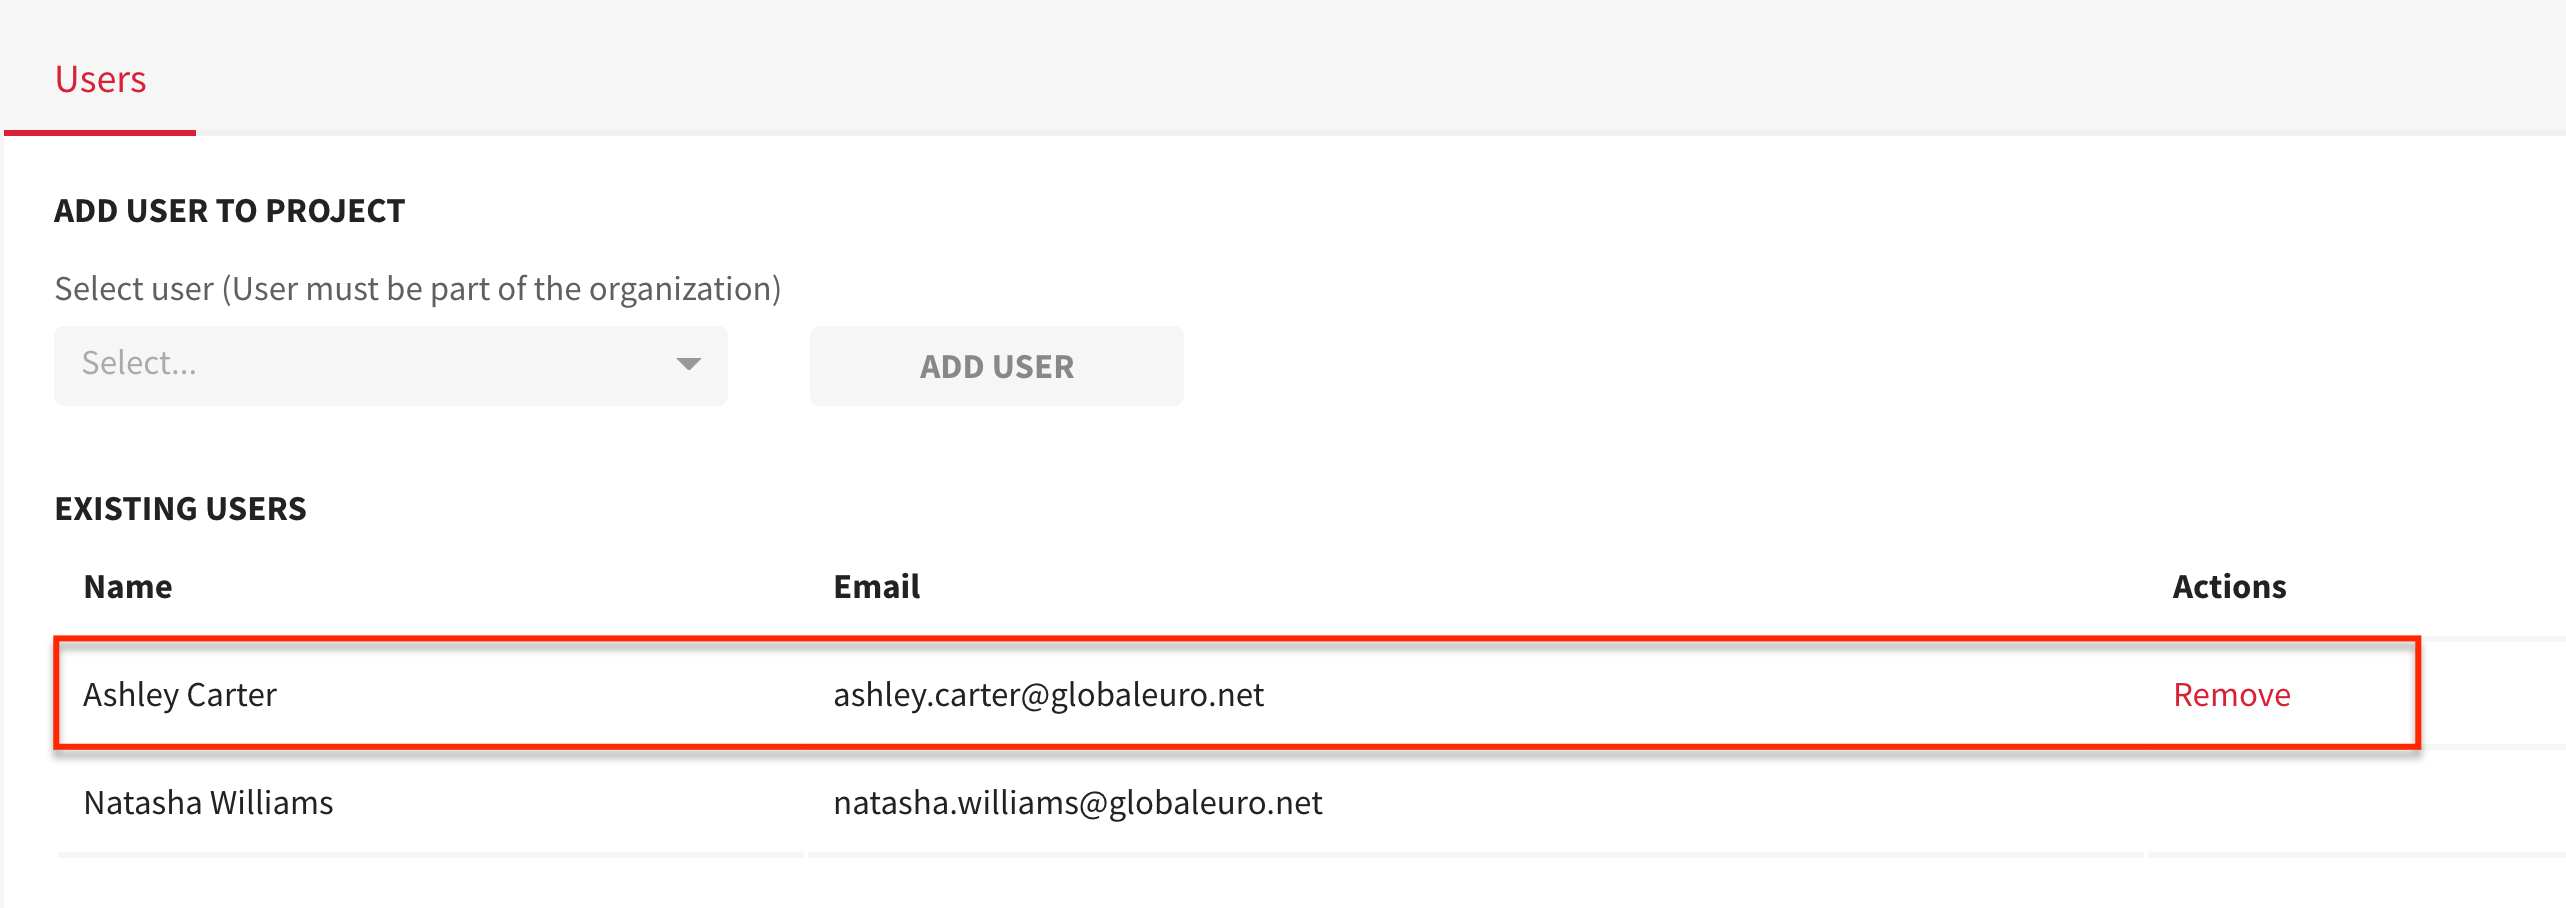 Users
ADD USER TO PROJECT
Select user (User must be part of the organization)
Select... ADD USER
EXISTING USERS
Name Email Actions
Ashley Carter ashley.carter@globaleuro.net Remove
Natasha Williams natasha.williams@globaleuro.net